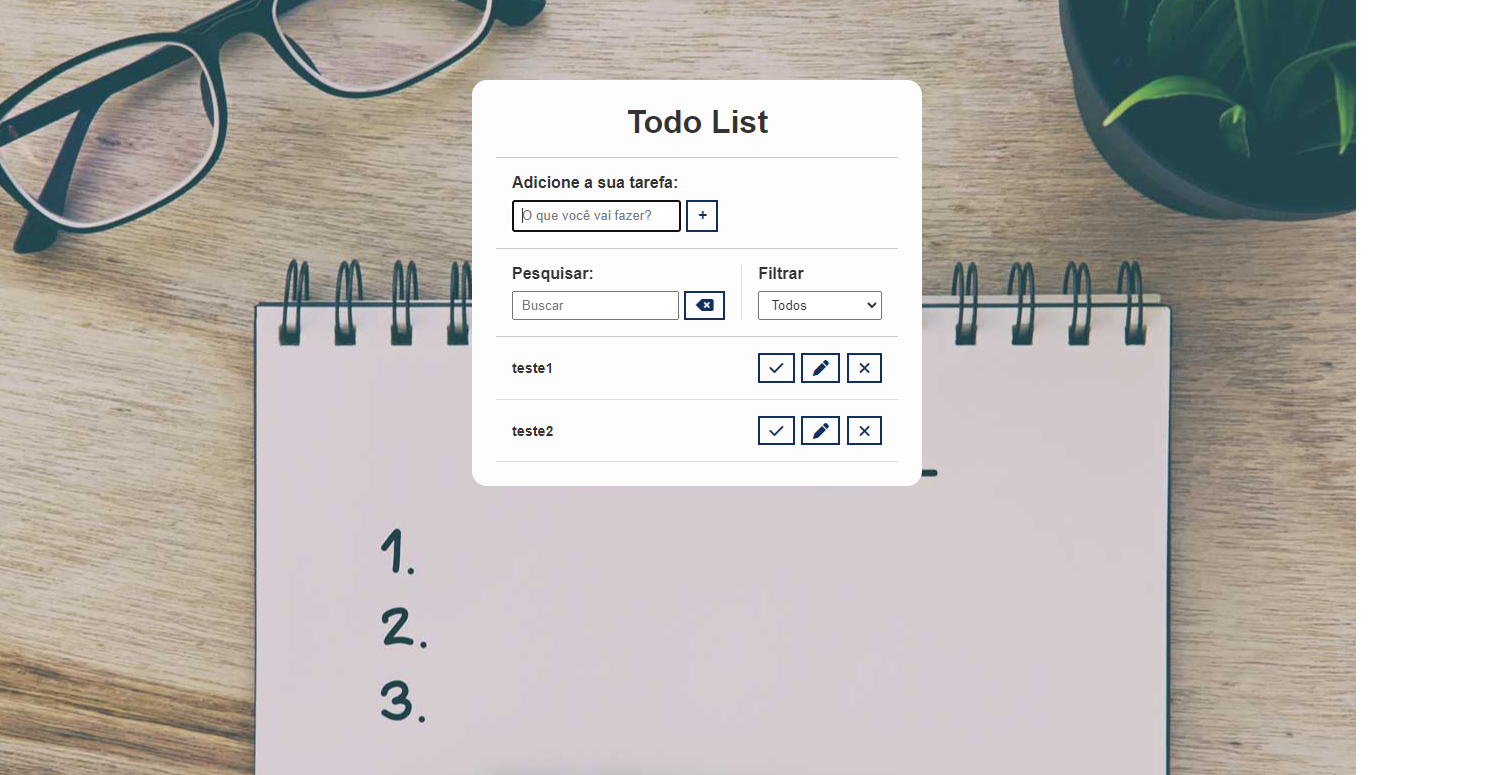 Todo List
Adicione a sua tarefa:
O que você vai fazer?
+
Pesquisar:
Filtrar
Buscar
Todos
teste1
teste2
1.
2.
3.